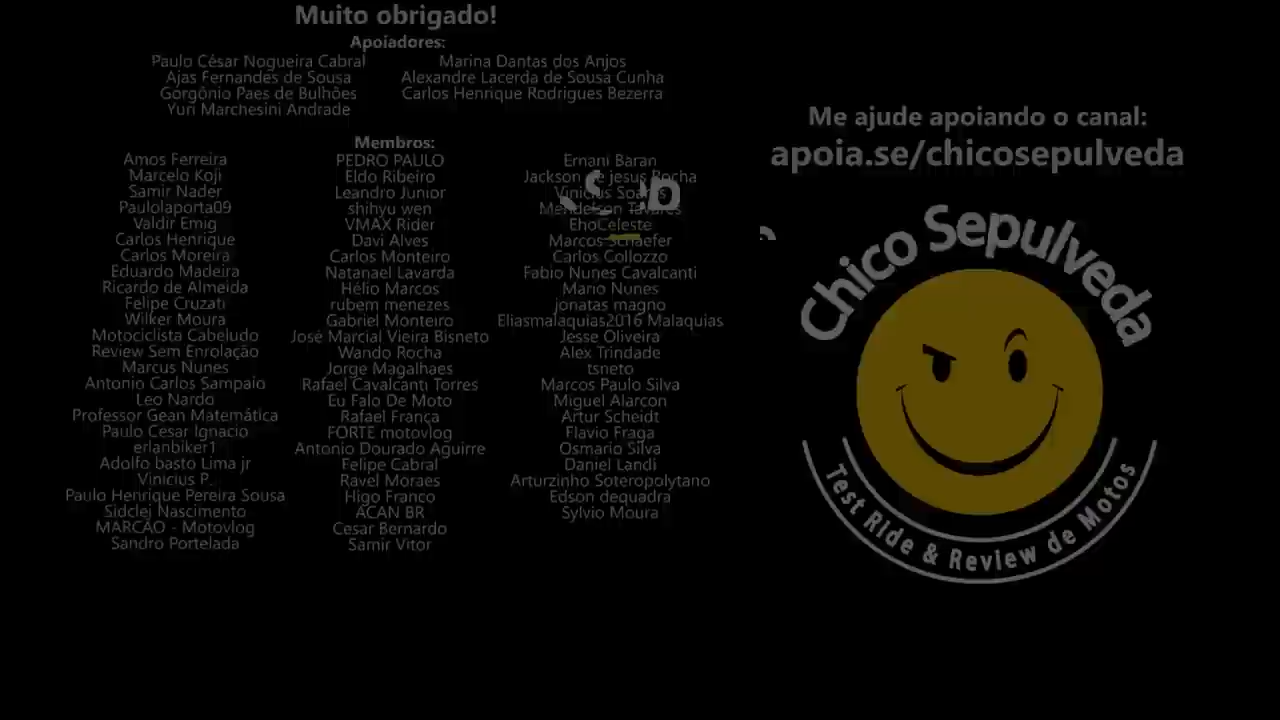 Muito obrigado!
Apoiadores:
Paulo César Nogueira Cabral
Ajas Fernandes de Sousa
Gorgônio Paes de Bulhões
Yuri Marchesini Andrade
Marina Dantas dos Anjos
Alexandre Lacerda de Sousa Cunha
Carlos Henrique Rodrigues Bezerra
Membros:
Amos Ferreira
Marcelo Koji
Samir Nader
Paulolaporta09
Valdir Emig
Carlos Henrique
Carlos Moreira
Eduardo Madeira
Ricardo de Almeida
Felipe Cruzati
Wilker Moura
Motociclista Cabeludo
Review Sem Enrolação
Marcus Nunes
Antonio Carlos Sampaio
Leo Nardo
Professor Gean Matemática
Paulo Cesar Ignacio
erlanbiker1
Adolfo basto Lima jr
Vinicius P.
Paulo Henrique Pereira Sousa
Sidclei Nascimento
MARCÃO - Motovlog
Sandro Portelada
PEDRO PAULO
Eldo Ribeiro
Leandro Junior
shihyu wen
VMAX Rider
Davi Alves
Carlos Monteiro
Natanael Lavarda
Hélio Marcos
rubem menezes
Gabriel Monteiro
José Marcial Vieira Bisneto
Wando Rocha
Jorge Magalhaes
Rafael Cavalcanti Torres
Eu Falo De Moto
Rafael França
FORTE motovlog
Antonio Dourado Aguirre
Felipe Cabral
Ravel Moraes
Higo Franco
ACAN BR
Cesar Bernardo
Samir Vitor
Ernani Baran
Jackson de jesus Rocha
Vinicius Soares
Mendelson Tavares
EhoCeleste
Marcos Schaefer
Carlos Collozzo
Fabio Nunes Cavalcanti
Mario Nunes
jonatas magno
Eliasmalaquias2016 Malaquias
Jesse Oliveira
Alex Trindade
tsneto
Marcos Paulo Silva
Miguel Alarcon
Artur Scheidt
Flavio Fraga
Osmario Silva
Daniel Landi
Arturzinho Soteropolytano
Edson dequadra
Sylvio Moura
Me ajude apoiando o canal:
apoia.se/chicosepulveda
Chico Sepulveda
Test Ride & Review de Motos